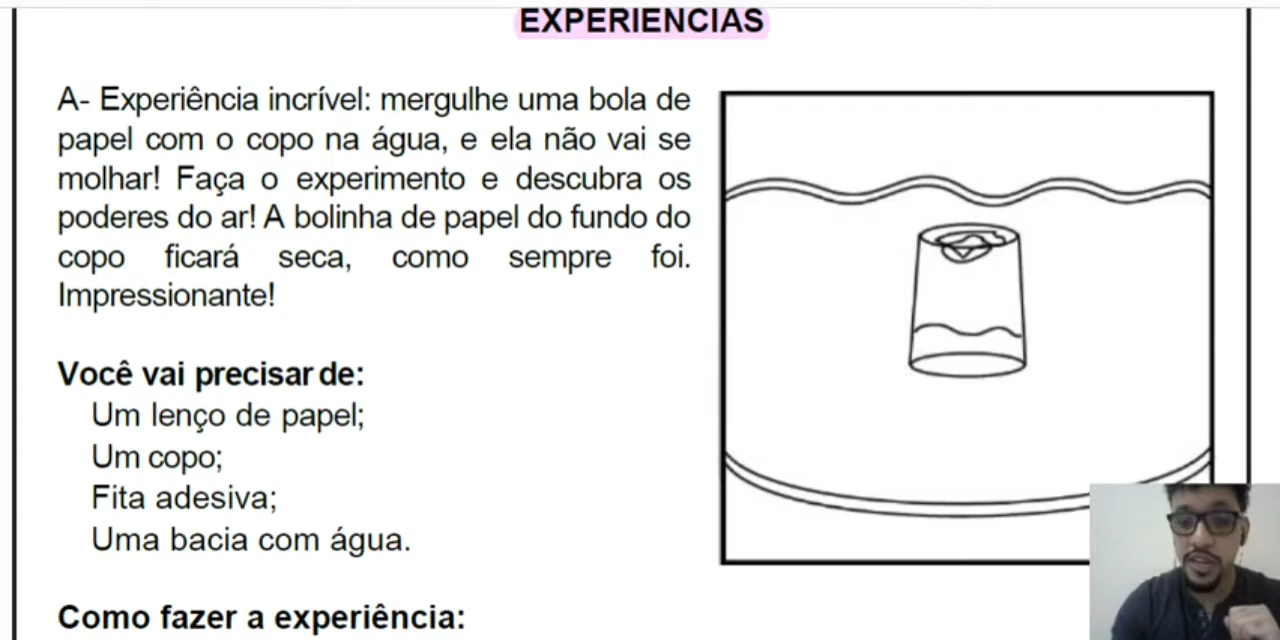 EXPERIENCIAS
A- Experiência incrível: mergulhe uma bola de
papel com o copo na água, e ela não vai se
molhar! Faça o experimento e descubra os
poderes do ar! A bolinha de papel do fundo do
copo ficará seca, como sempre foi.
Impressionante!
Você vai precisar de:
Um lenço de papel;
Um copo;
Fita adesiva;
Uma bacia com água.
Como fazer a experiência: